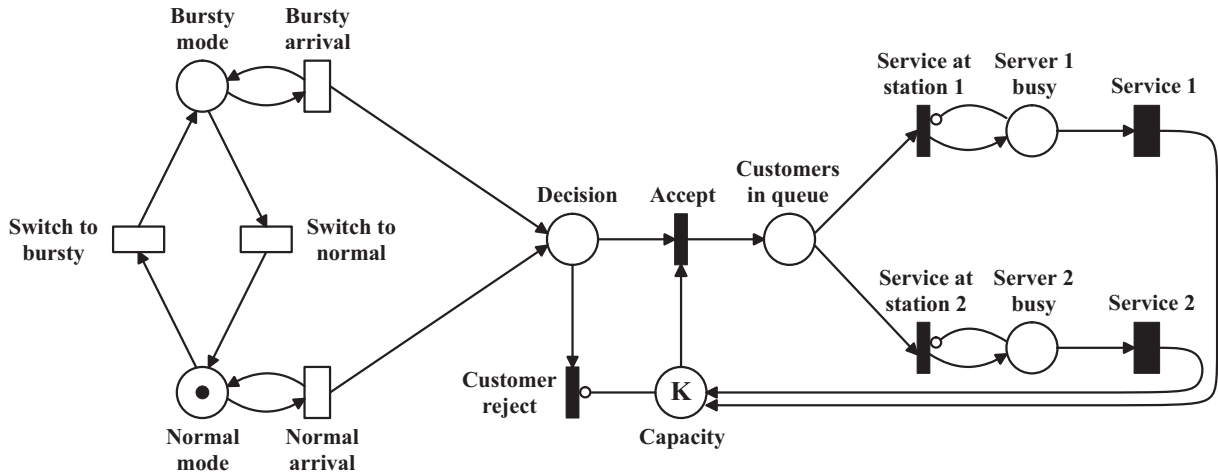 Bursty
mode
Bursty
arrival
Service at
station 1
Server 1
busy
Service 1
Switch to
bursty
Switch to
normal
Decision
Accept
Customers
in queue
Service at
station 2
Server 2
busy
Service 2
Customer
reject
K
Capacity
Normal
mode
Normal
arrival